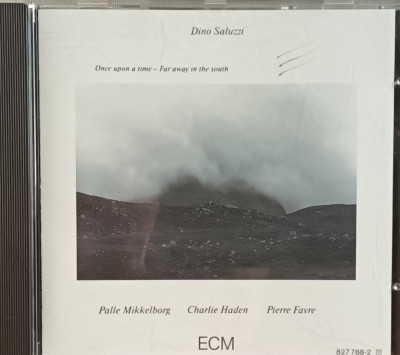 Dino Saluzzi
Once upon a time – Far away in the south
Palle Mikkelborg Charlie Haden Pierre Favre
ECM
827 768-2